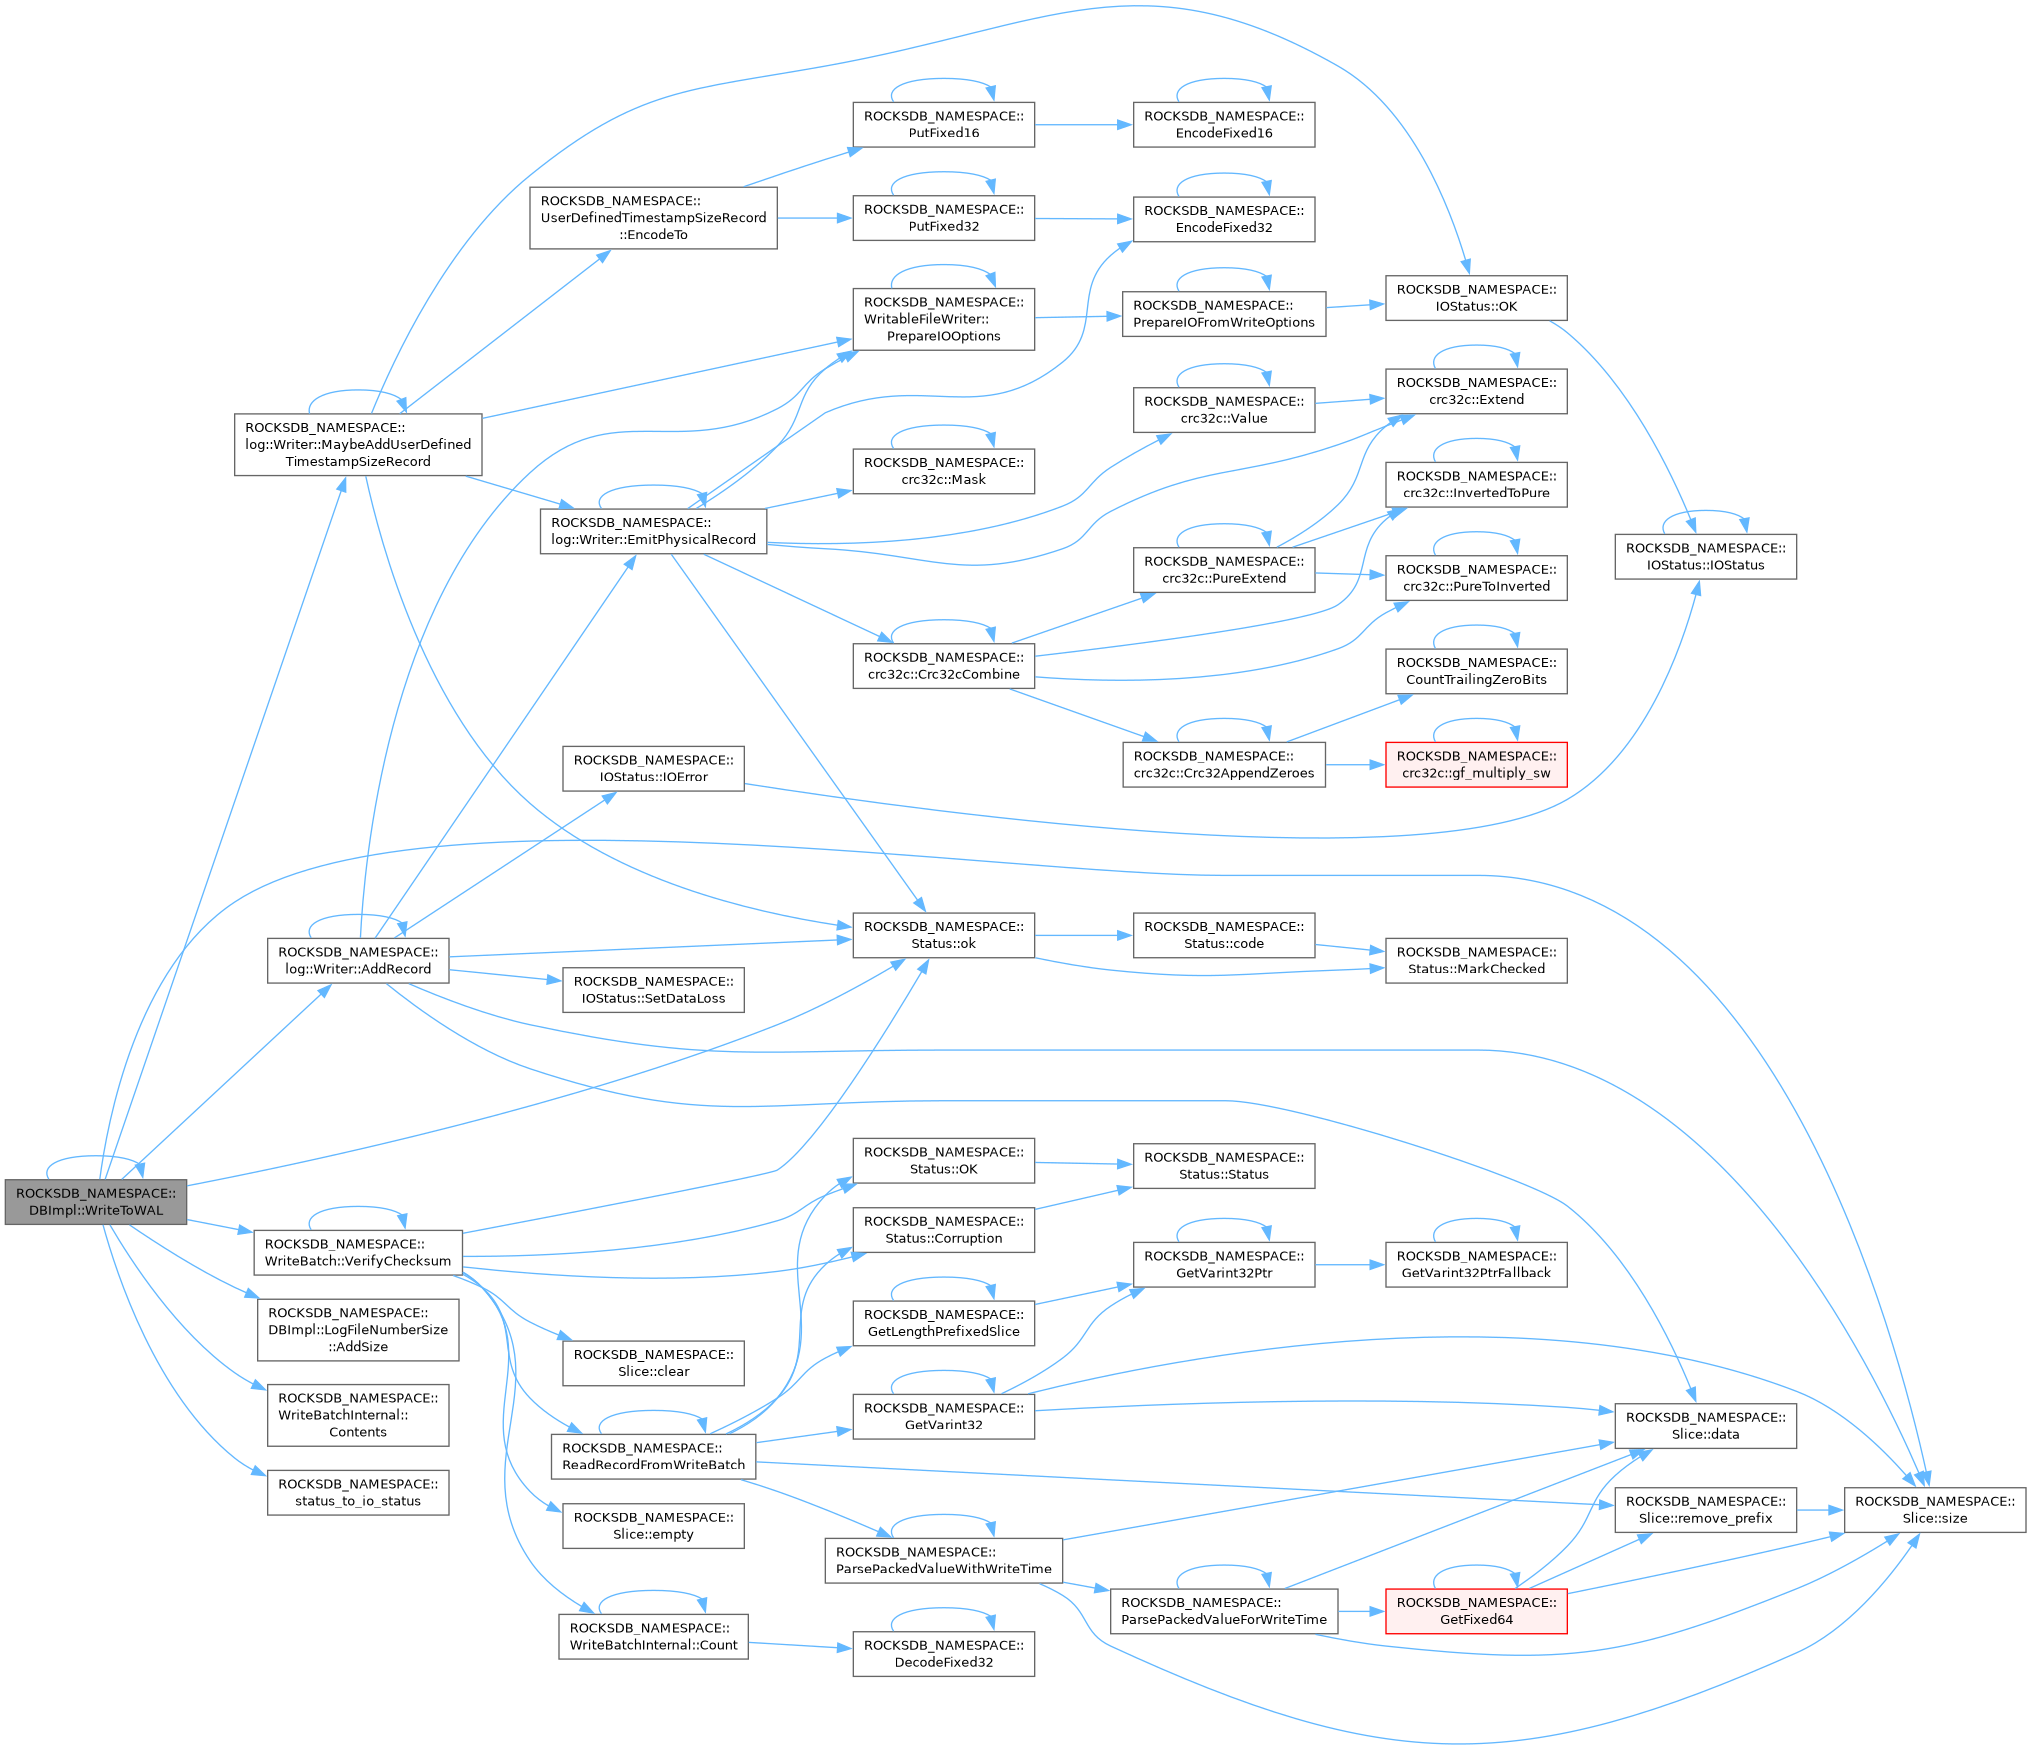 ROCKSDB_NAMESPACE::
DBImpl::WriteToWAL
ROCKSDB_NAMESPACE::
log::Writer::MaybeAddUserDefined
TimestampSizeRecord
ROCKSDB_NAMESPACE::
log::Writer::AddRecord
ROCKSDB_NAMESPACE::
WriteBatch::VerifyChecksum
ROCKSDB_NAMESPACE::
DBImpl::LogFileNumberSize
::AddSize
ROCKSDB_NAMESPACE::
WriteBatchInternal::
Contents
ROCKSDB_NAMESPACE::
status_to_io_status
ROCKSDB_NAMESPACE::
UserDefinedTimestampSizeRecord
::EncodeTo
ROCKSDB_NAMESPACE::
log::Writer::EmitPhysicalRecord
ROCKSDB_NAMESPACE::
IOStatus::IOError
ROCKSDB_NAMESPACE::
IOStatus::SetDataLoss
ROCKSDB_NAMESPACE::
Slice::clear
ROCKSDB_NAMESPACE::
ReadRecordFromWriteBatch
ROCKSDB_NAMESPACE::
Slice::empty
ROCKSDB_NAMESPACE::
WriteBatchInternal::Count
ROCKSDB_NAMESPACE::
PutFixed16
ROCKSDB_NAMESPACE::
PutFixed32
ROCKSDB_NAMESPACE::
WritableFileWriter::
PrepareIOOptions
ROCKSDB_NAMESPACE::
crc32c::Mask
ROCKSDB_NAMESPACE::
crc32c::Crc32cCombine
ROCKSDB_NAMESPACE::
Status::ok
ROCKSDB_NAMESPACE::
Status::OK
ROCKSDB_NAMESPACE::
Status::Corruption
ROCKSDB_NAMESPACE::
GetLengthPrefixedSlice
ROCKSDB_NAMESPACE::
GetVarint32
ROCKSDB_NAMESPACE::
ParsePackedValueWithWriteTime
ROCKSDB_NAMESPACE::
DecodeFixed32
ROCKSDB_NAMESPACE::
EncodeFixed16
ROCKSDB_NAMESPACE::
EncodeFixed32
ROCKSDB_NAMESPACE::
PrepareIOFromWriteOptions
ROCKSDB_NAMESPACE::
crc32c::Value
ROCKSDB_NAMESPACE::
crc32c::PureExtend
ROCKSDB_NAMESPACE::
crc32c::Crc32AppendZeroes
ROCKSDB_NAMESPACE::
Status::code
ROCKSDB_NAMESPACE::
Status::Status
ROCKSDB_NAMESPACE::
GetVarint32Ptr
ROCKSDB_NAMESPACE::
ParsePackedValueForWriteTime
ROCKSDB_NAMESPACE::
IOStatus::OK
ROCKSDB_NAMESPACE::
crc32c::Extend
ROCKSDB_NAMESPACE::
crc32c::InvertedToPure
ROCKSDB_NAMESPACE::
crc32c::PureToInverted
ROCKSDB_NAMESPACE::
CountTrailingZeroBits
ROCKSDB_NAMESPACE::
crc32c::gf_multiply_sw
ROCKSDB_NAMESPACE::
Status::MarkChecked
ROCKSDB_NAMESPACE::
GetVarint32PtrFallback
ROCKSDB_NAMESPACE::
GetFixed64
ROCKSDB_NAMESPACE::
IOStatus::IOStatus
ROCKSDB_NAMESPACE::
Slice::data
ROCKSDB_NAMESPACE::
Slice::remove_prefix
ROCKSDB_NAMESPACE::
Slice::size